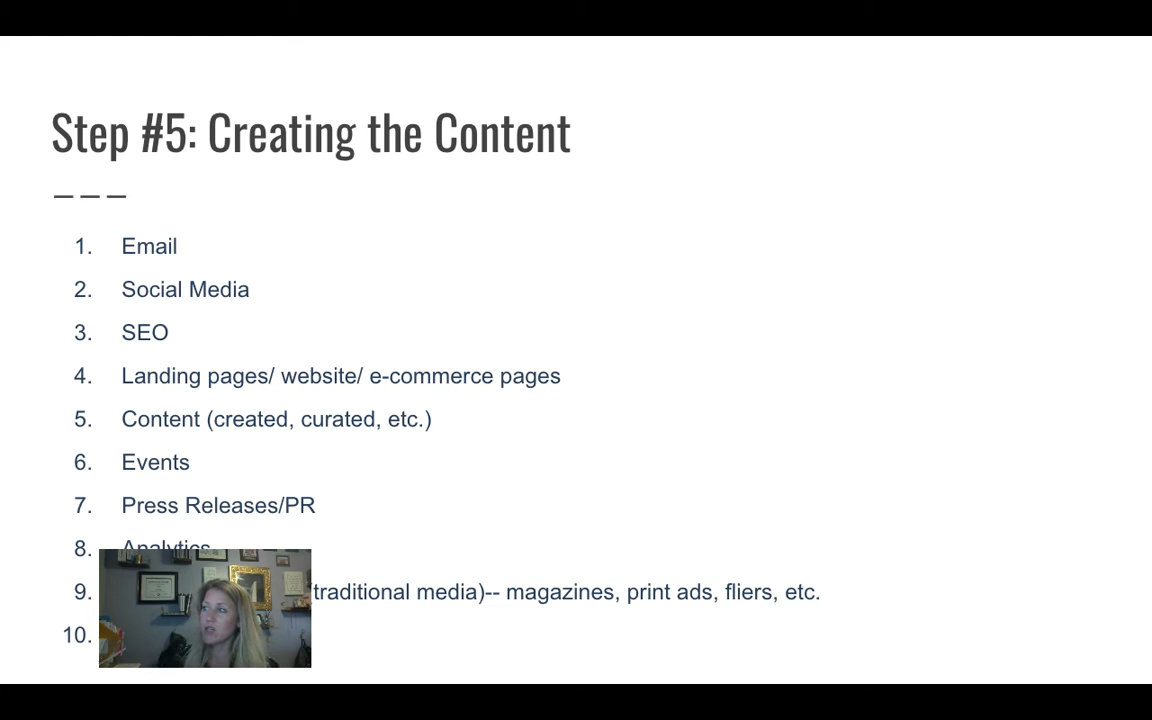 Step #5: Creating the Content
1. Email
2. Social Media
3. SEO
4. Landing pages/ website/ e-commerce pages
5. Content (created, curated, etc.)
6. Events
7. Press Releases/PR
8. Analytics
9. (traditional media)-- magazines, print ads, fliers, etc.
10.